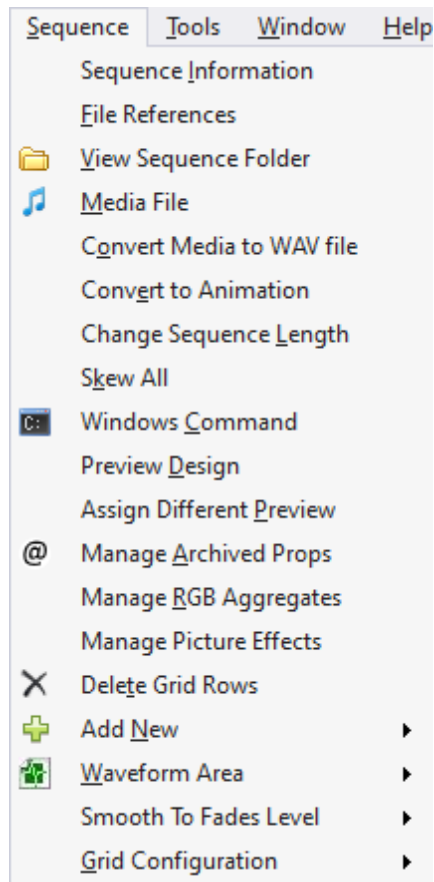 Sequence Tools Window Help
Sequence Information
File References
View Sequence Folder
Media File
Convert Media to WAV file
Convert to Animation
Change Sequence Length
Skew All
C:\ Windows Command
Preview Design
Assign Different Preview
@ Manage Archived Props
Manage RGB Aggregates
Manage Picture Effects
Delete Grid Rows
Add New
Waveform Area
Smooth To Fades Level
Grid Configuration